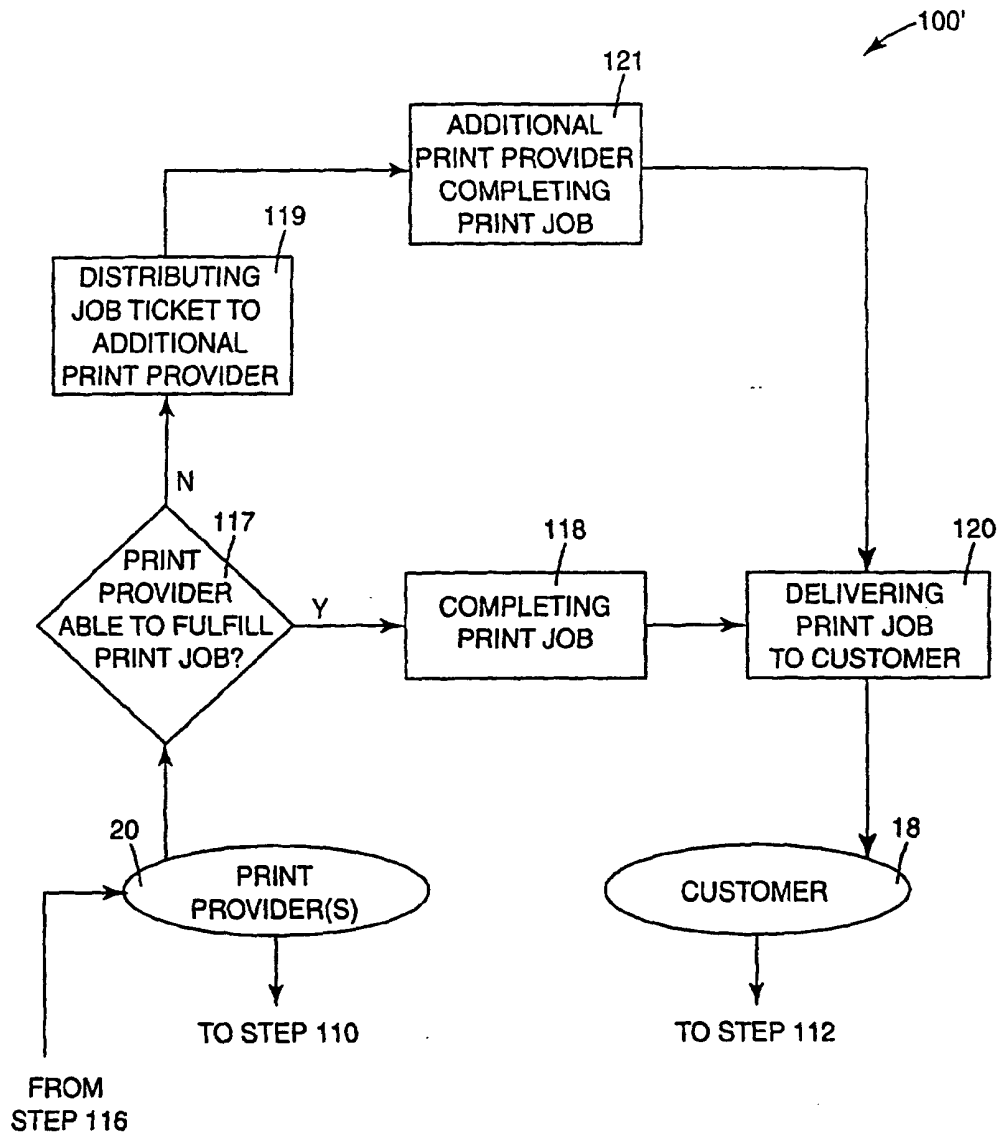 100'
121
ADDITIONAL
PRINT PROVIDER
COMPLETING
PRINT JOB
119
DISTRIBUTING
JOB TICKET TO
ADDITIONAL
PRINT PROVIDER
N
117
PRINT
PROVIDER
ABLE TO FULFILL
PRINT JOB?
Y
118
COMPLETING
PRINT JOB
120
DELIVERING
PRINT JOB
TO CUSTOMER
20
PRINT
PROVIDER(S)
18
CUSTOMER
TO STEP 110
TO STEP 112
FROM
STEP 116